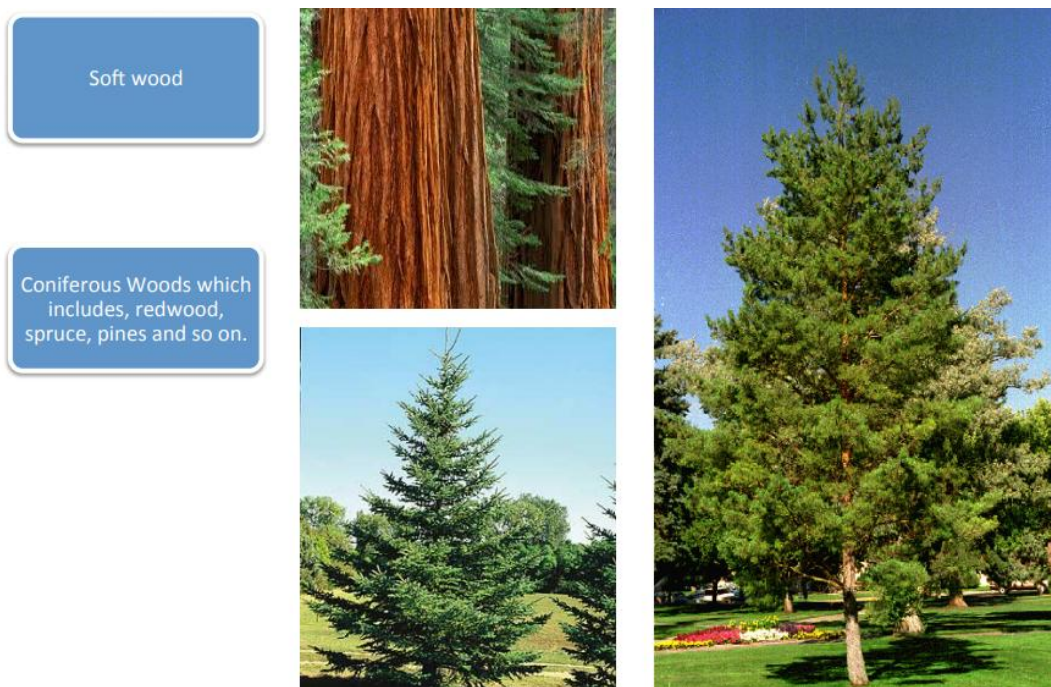 Soft wood
Coniferous Woods which
includes, redwood,
spruce, pines and so on.